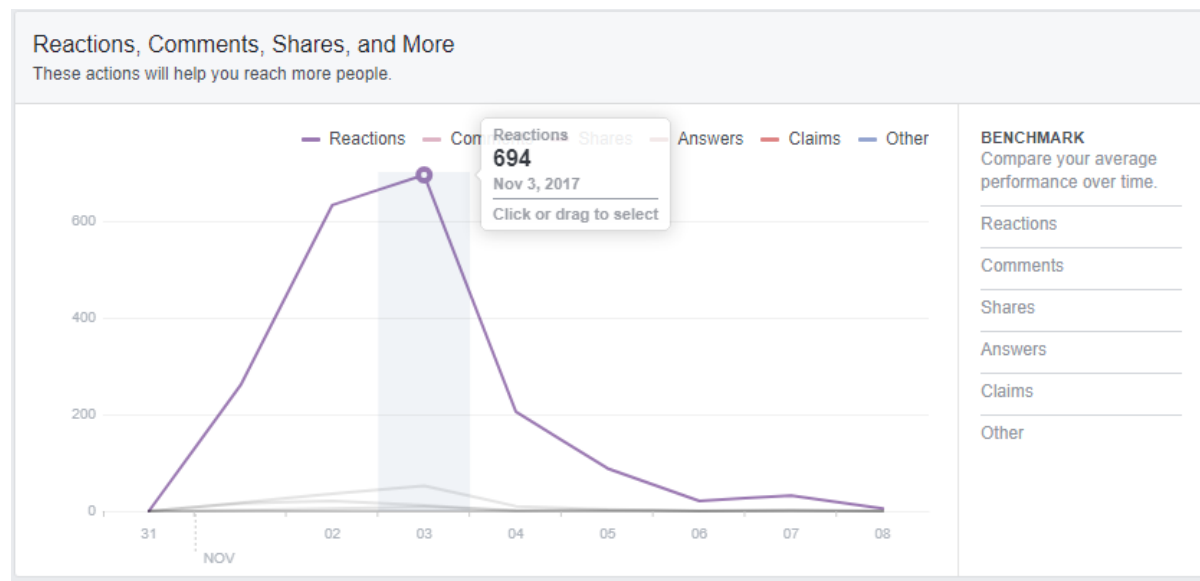 Reactions, Comments, Shares, and More
These actions will help you reach more people.
Reactions Shares Answers Claims Other
Reactions
694
Nov 3, 2017
Click or drag to select
600
400
200
0
31 02 03 04 05 06 07 08
NOV
BENCHMARK
Compare your average
performance over time.
Reactions
Comments
Shares
Answers
Claims
Other